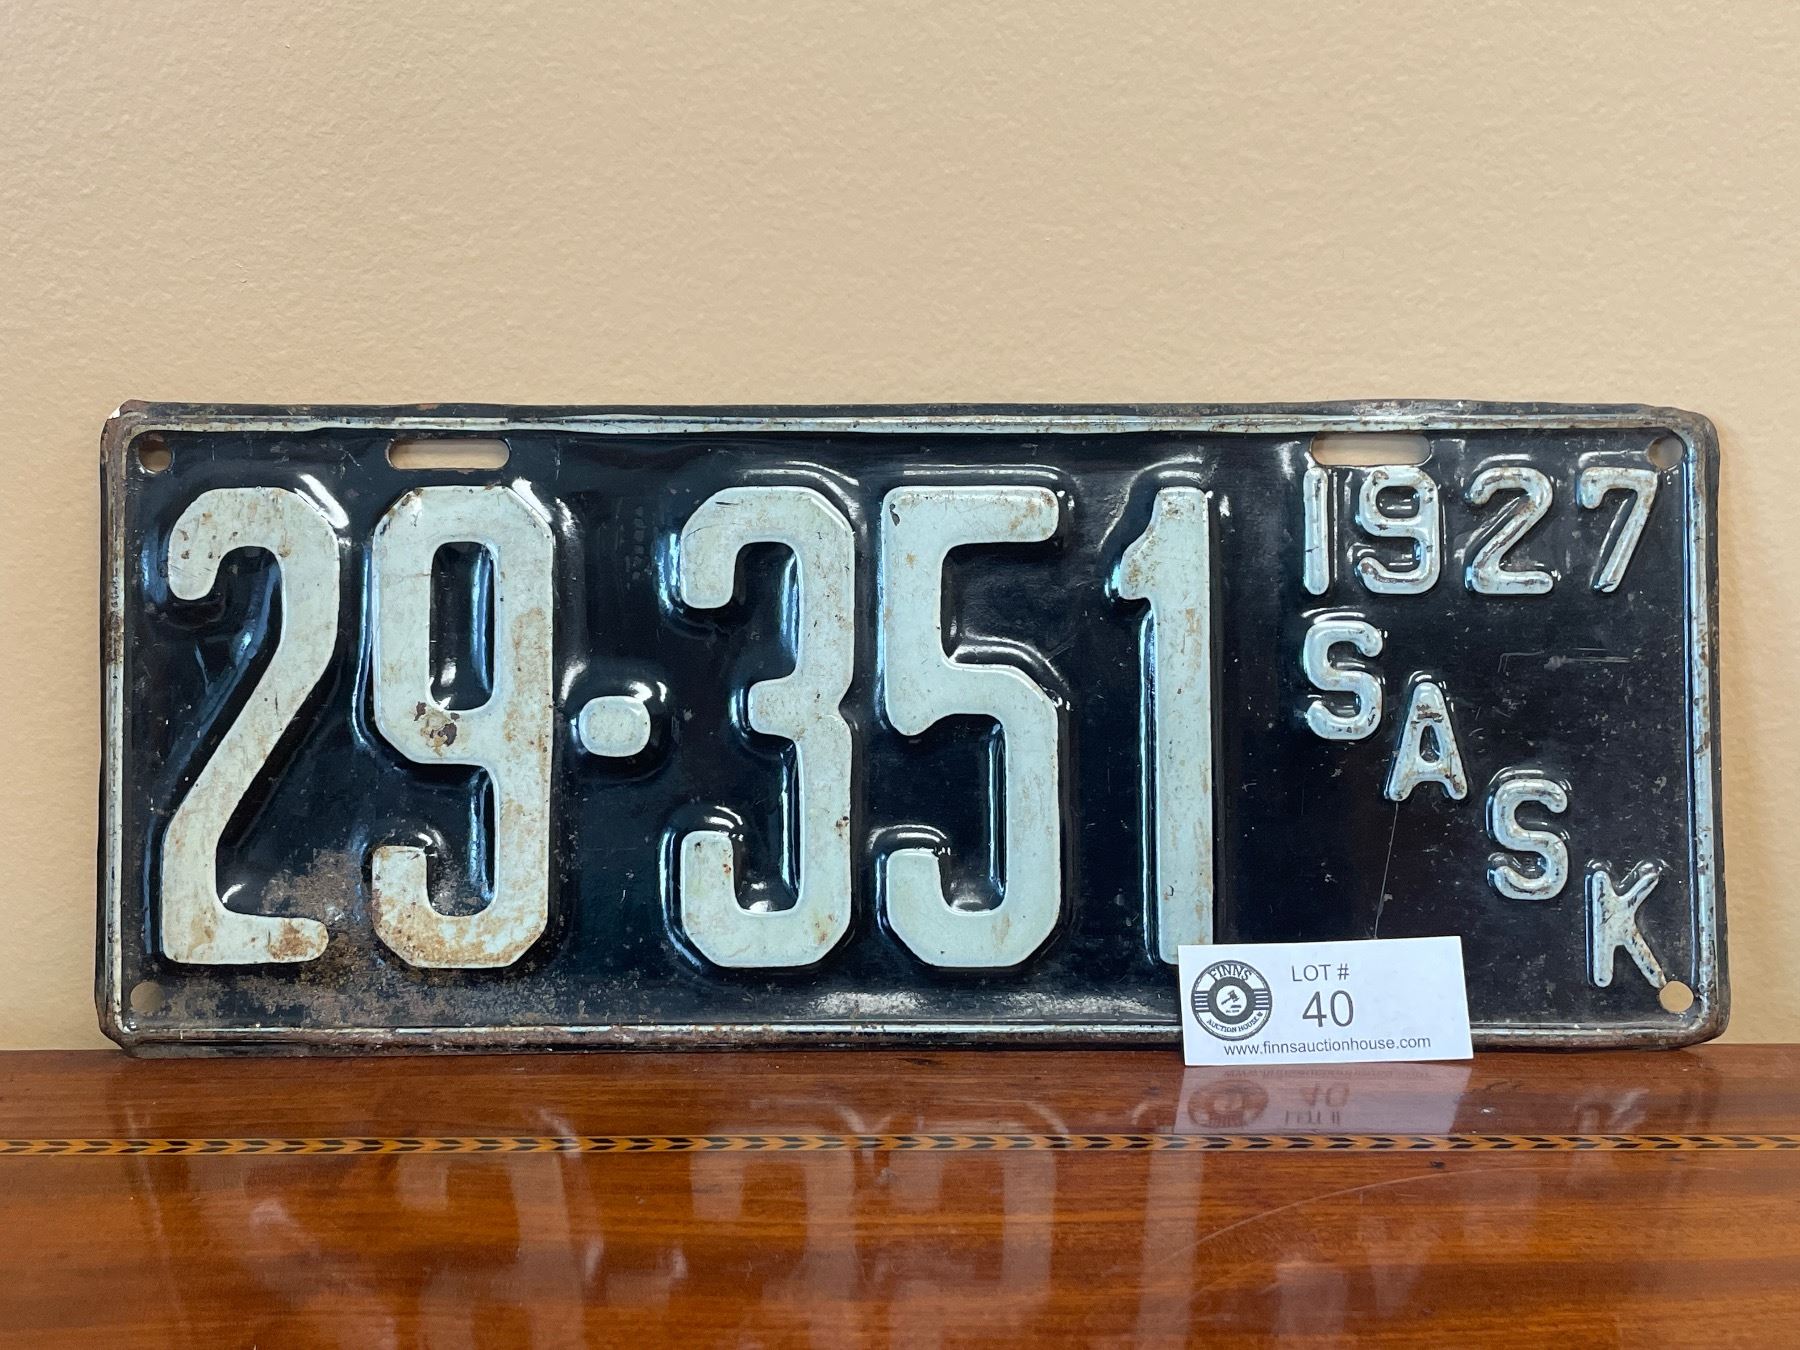 29·351
1927
SASK
FINNS
AUCTION HOUSE
LOT #
40
www.finnsauctionhouse.com